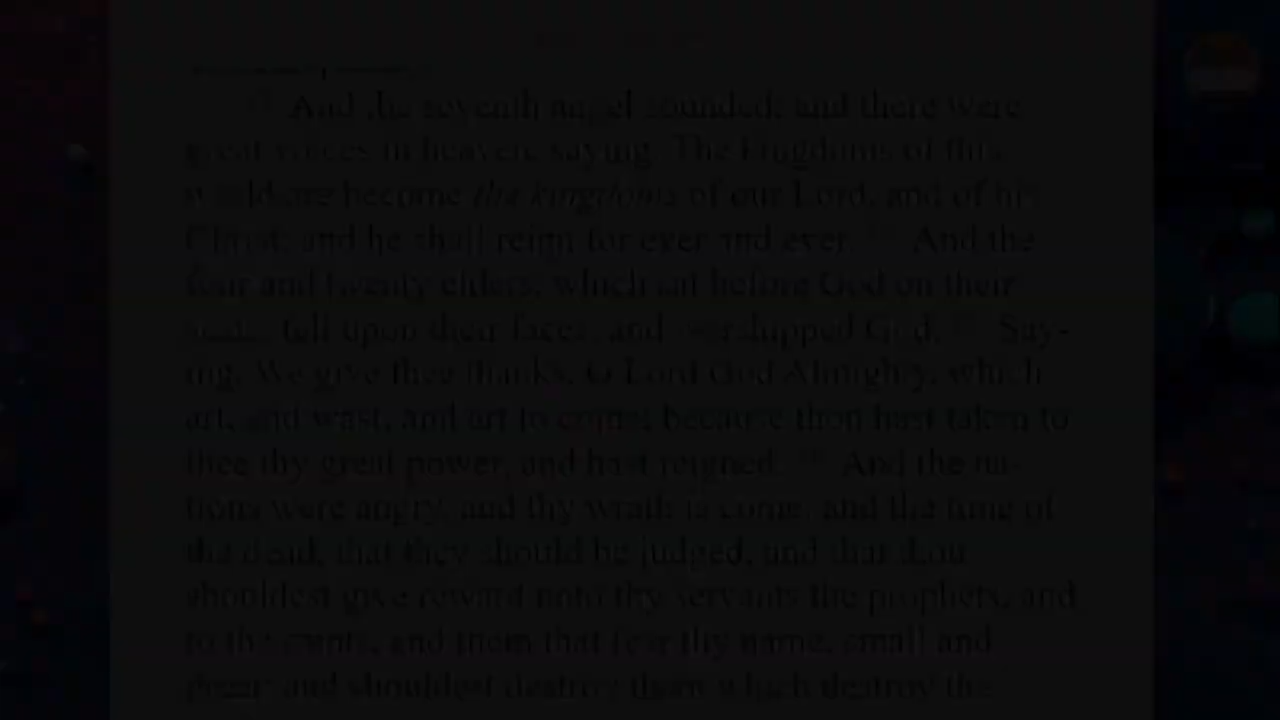 And the seventh angel sounded; and there were
great voices in heaven, saying, The kingdoms of this
world are become the kingdoms of our Lord, and of his
Christ; and he shall reign for ever and ever. And the
four and twenty elders, which sat before God on their
seats, fell upon their faces, and worshipped God, Say-
ing, We give thee thanks, O Lord God Almighty, which
art, and wast, and art to come; because thou hast taken to
thee thy great power, and hast reigned. And the na-
tions were angry, and thy wrath is come, and the time of
the dead, that they should be judged, and that thou
shouldest give reward unto thy servants the prophets, and
to the saints, and them that fear thy name, small and
great; and shouldest destroy them which destroy the